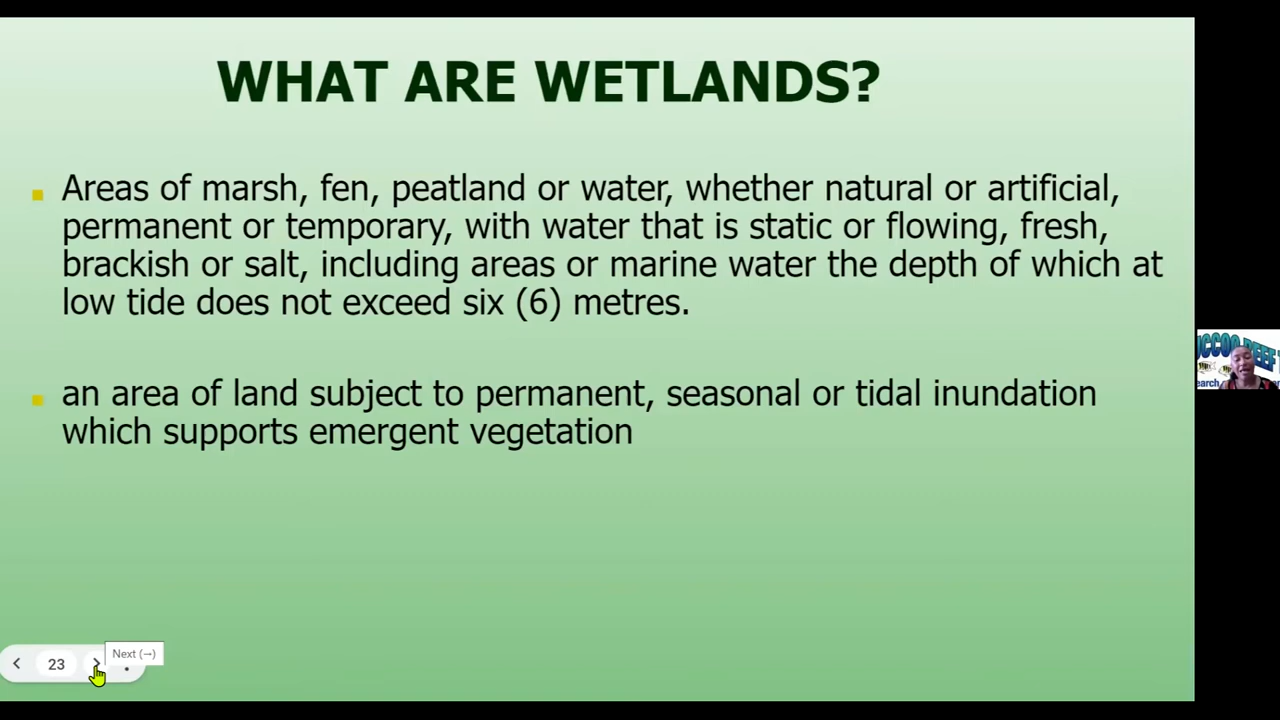 WHAT ARE WETLANDS?
Areas of marsh, fen, peatland or water, whether natural or artificial,
permanent or temporary, with water that is static or flowing, fresh,
brackish or salt, including areas or marine water the depth of which at
low tide does not exceed six (6) metres.
an area of land subject to permanent, seasonal or tidal inundation
which supports emergent vegetation
23
Next (→)